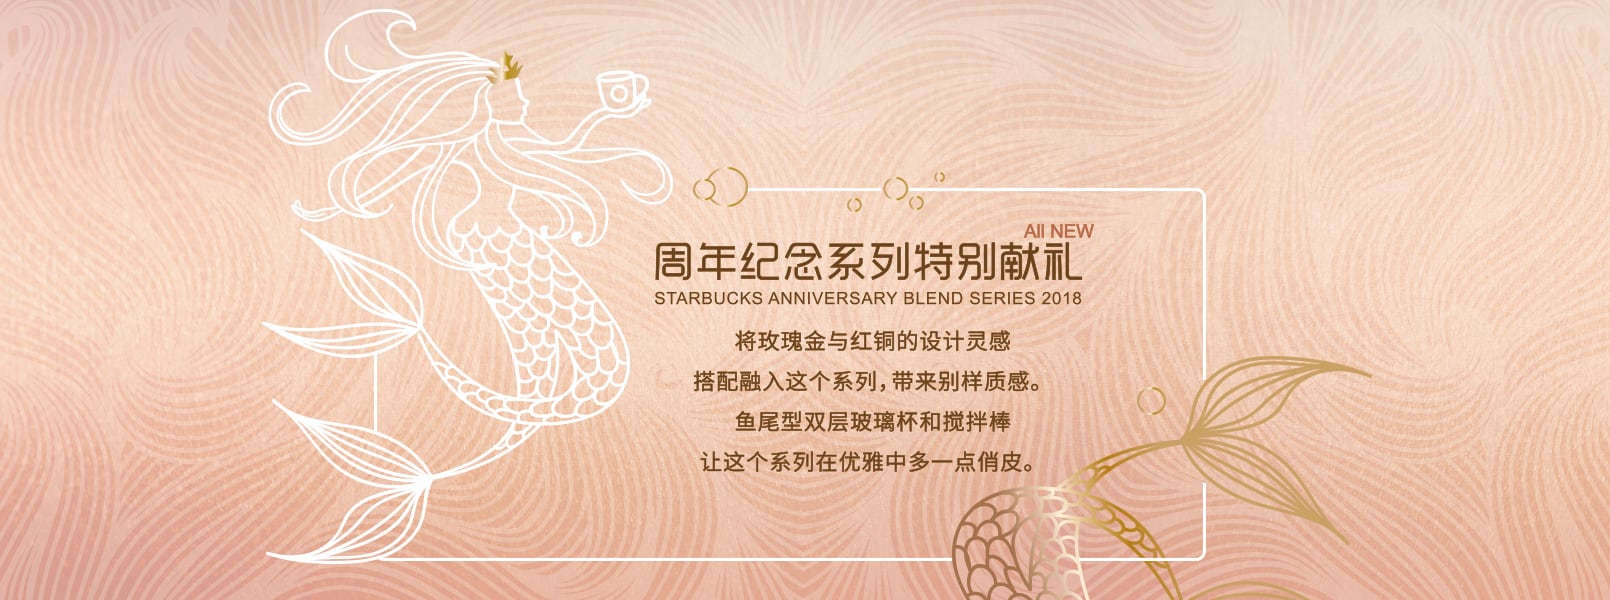 All NEW
周年纪念系列特别献礼
STARBUCKS ANNIVERSARY BLEND SERIES 2018
将玫瑰金与红铜的设计灵感
搭配融入这个系列，带来别样质感。
鱼尾型双层玻璃杯和搅拌棒
让这个系列在优雅中多一点俏皮。